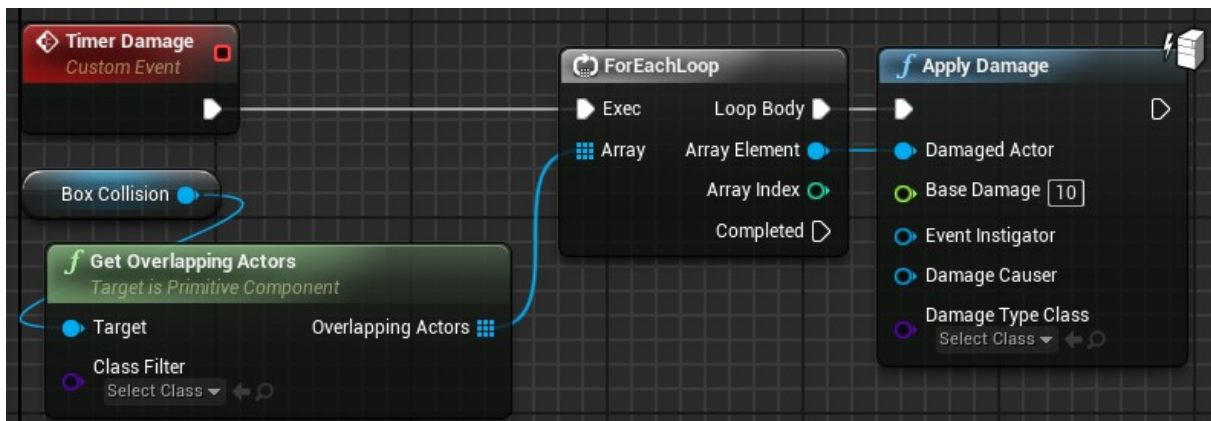 Timer Damage
Custom Event
Box Collision
f Get Overlapping Actors
Target is Primitive Component
Target Overlapping Actors
Class Filter
Select Class
ForEachLoop
Exec Loop Body
Array Array Element
Array Index
Completed
f Apply Damage
Damaged Actor
Base Damage 10
Event Instigator
Damage Causer
Damage Type Class
Select Class